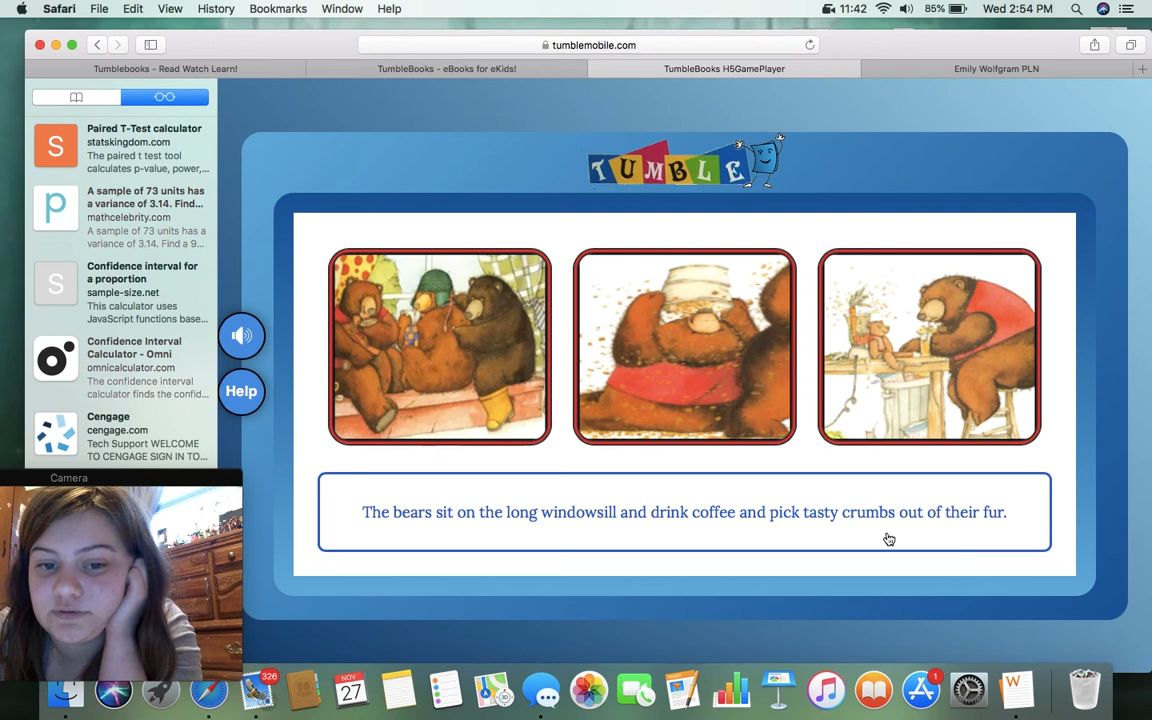 Safari File Edit View History Bookmarks Window Help 11:42 85% Wed 2:54 PM
tumblemobile.com
Tumblebooks - Read Watch Learn! TumbleBooks - eBooks for eKids! TumbleBooks H5GamePlayer Emily Wolfgram PLN
S
Paired T-Test calculator
statskingdom.com
The paired t test tool
calculates p-value, power,...
p
A sample of 73 units has
a variance of 3.14. Find...
mathcelebrity.com
A sample of 73 units has a
variance of 3.14. Find a 9...
S
Confidence interval for
a proportion
sample-size.net
This calculator uses
JavaScript functions base...
Confidence Interval
Calculator - Omni
omnicalculator.com
The confidence interval
calculator finds the confid...
Cengage
cengage.com
Tech Support WELCOME
TO CENGAGE SIGN IN TO...
TUMBLE
Help
The bears sit on the long windowsill and drink coffee and pick tasty crumbs out of their fur.
Camera
326
NOV
27
1
W